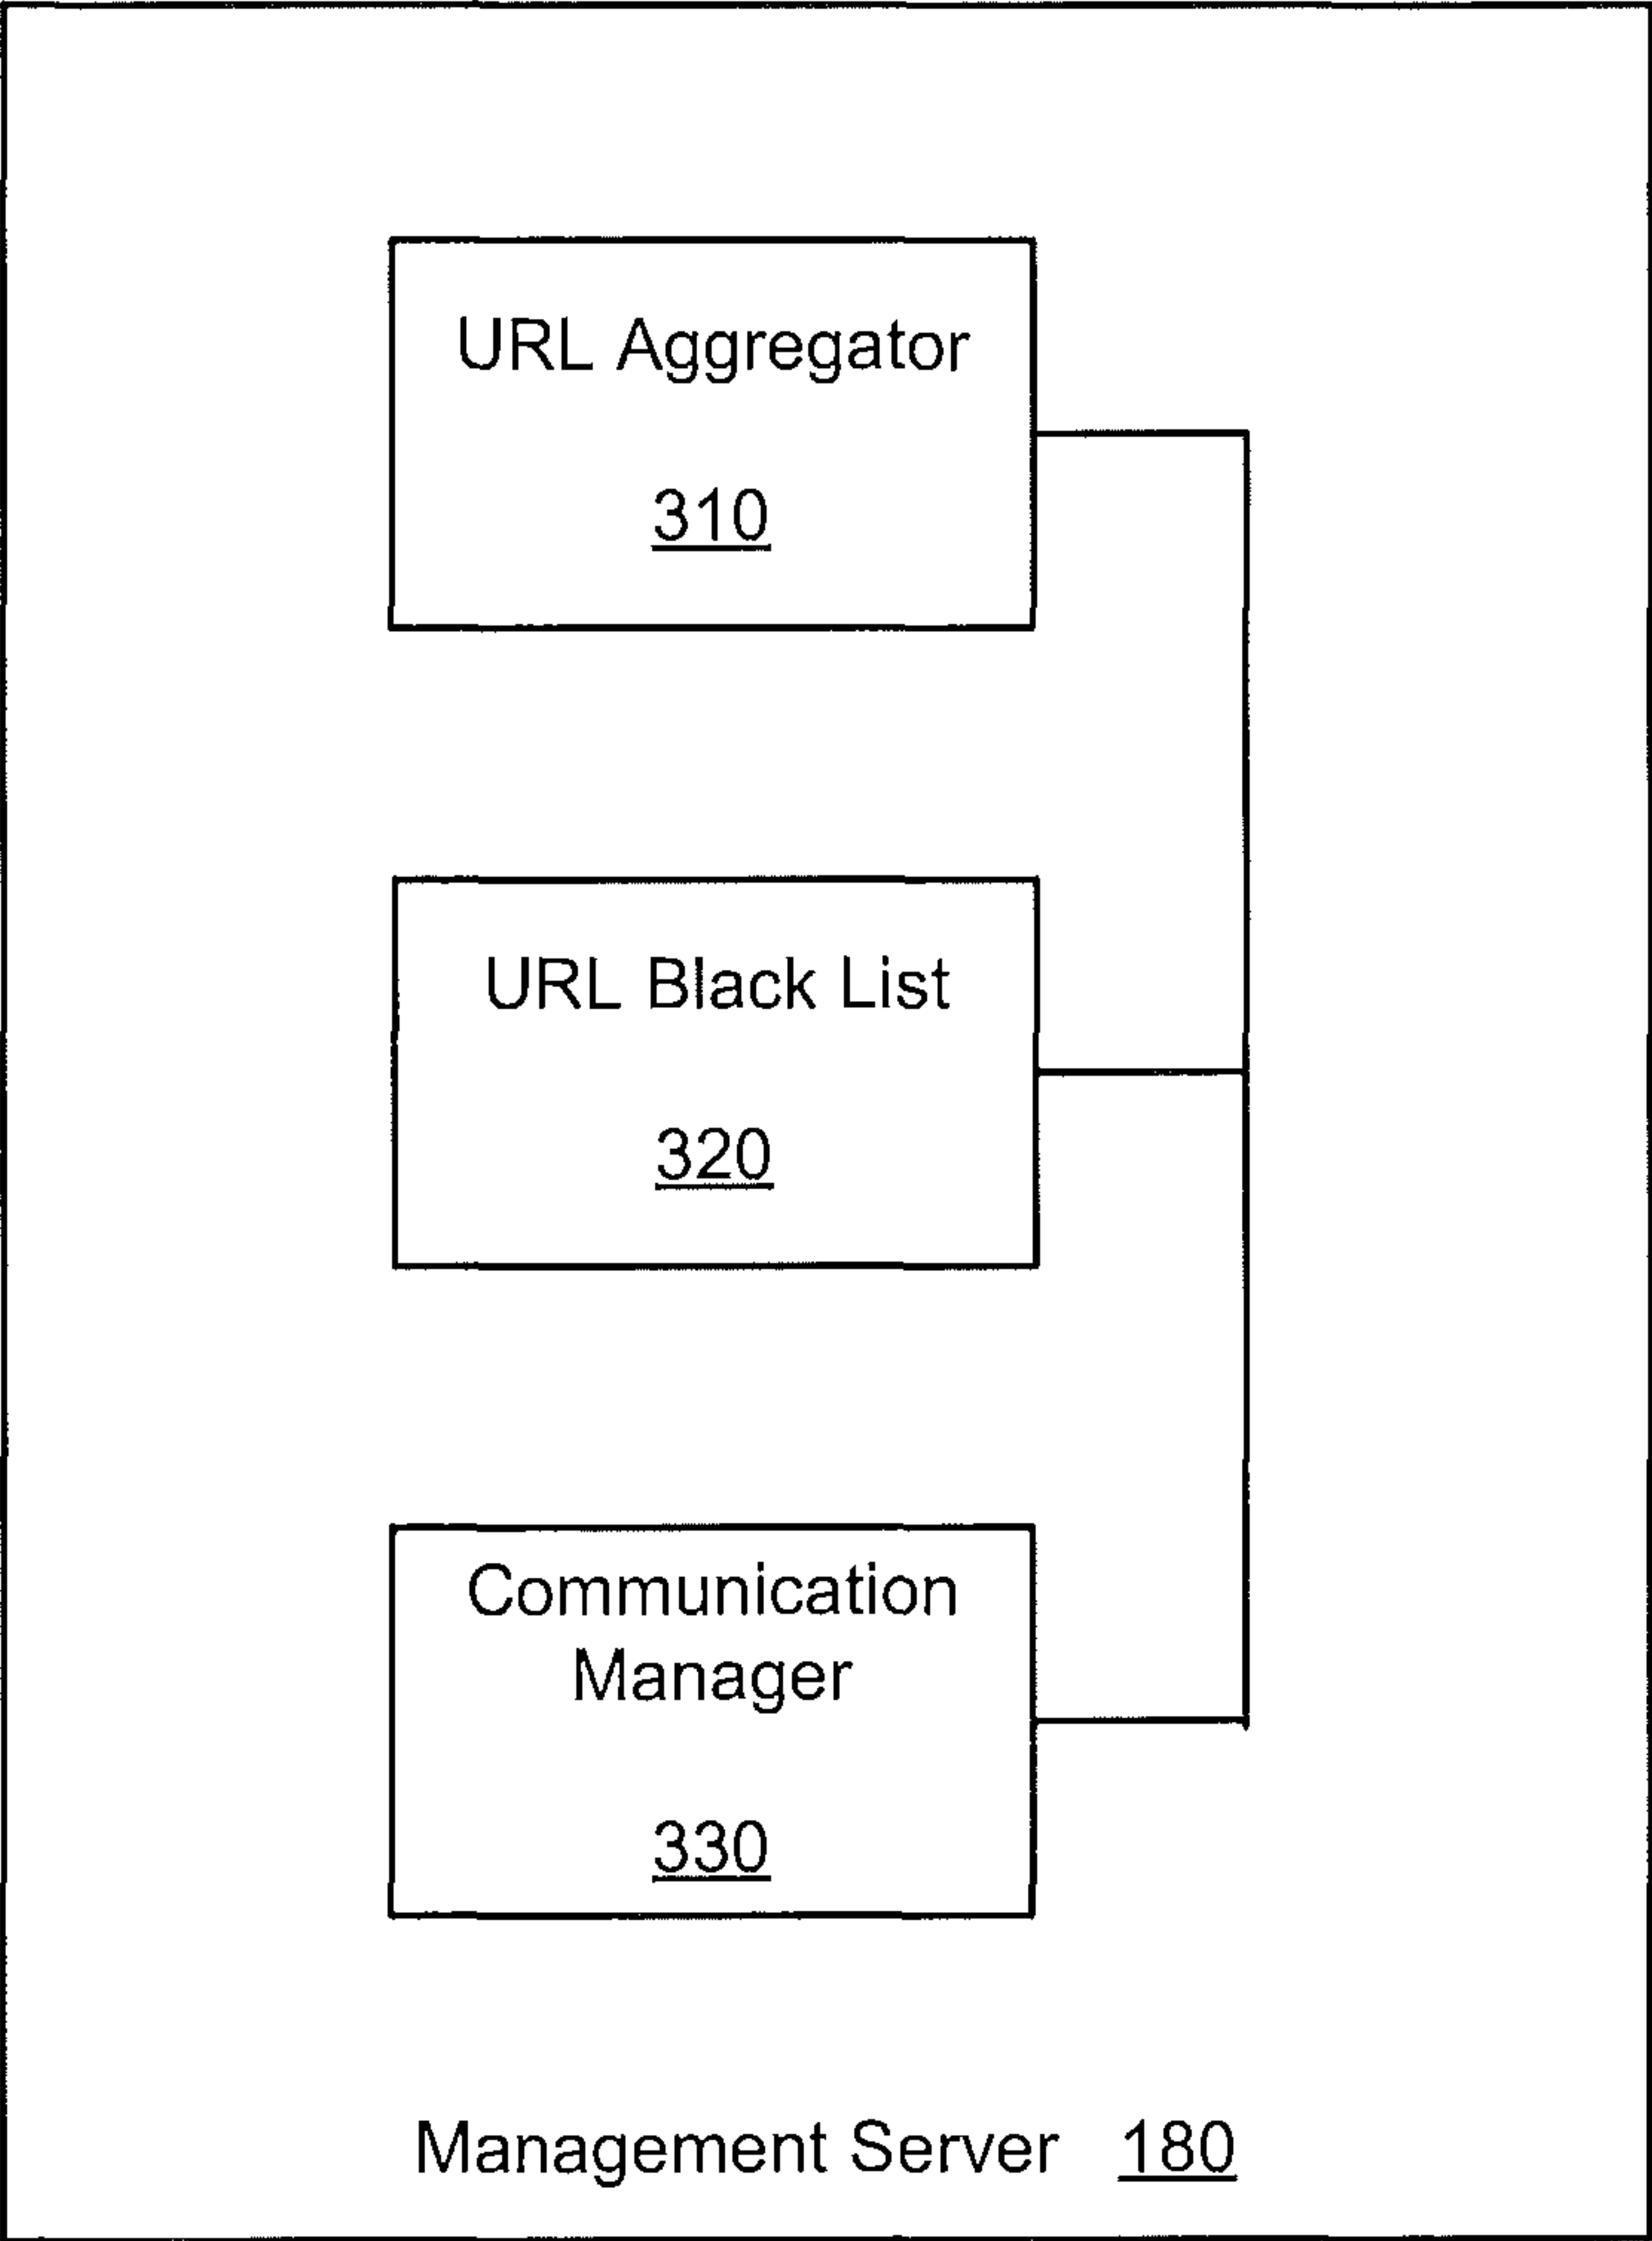 URL Aggregator
310
URL Black List
320
Communication
Manager
330
Management Server 180